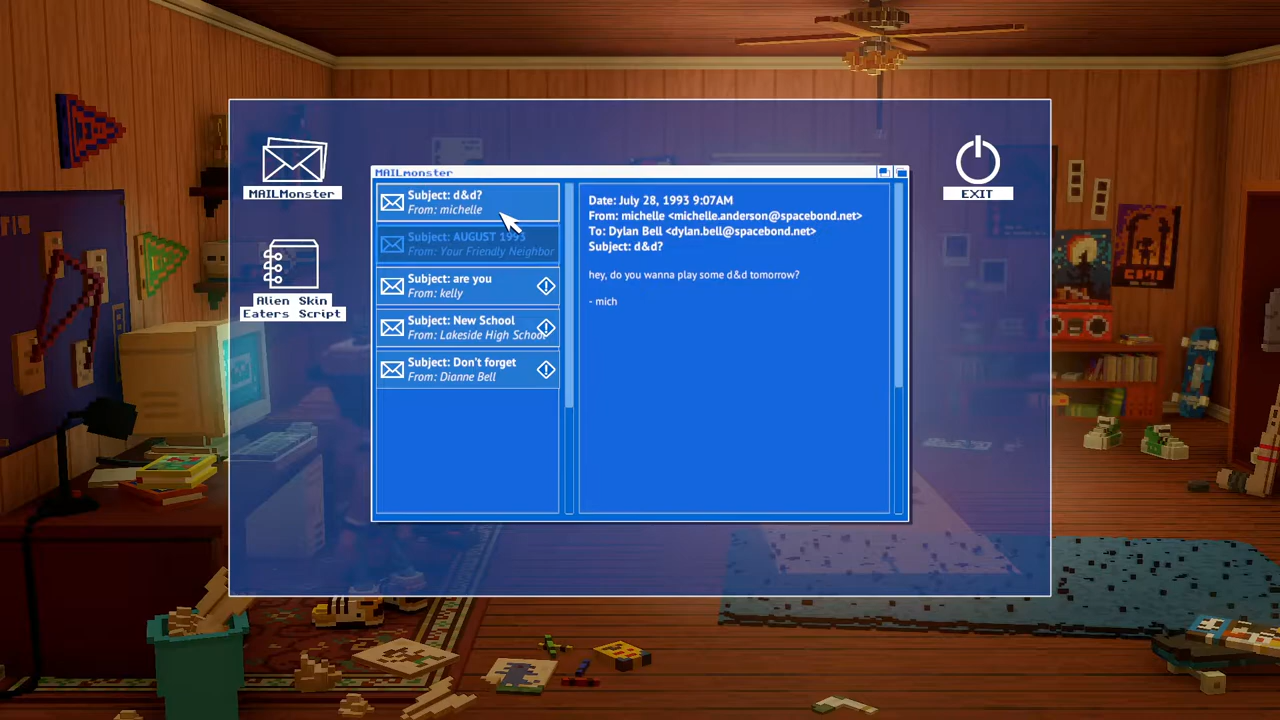 MAILMonster
Alien Skin
Eaters Script
MAILmonster
Subject: d&d?
From: michelle
Subject: AUGUST 1993
From: Your Friendly Neighbor
Subject: are you
From: kelly
Subject: New School
From: Lakeside High School
Subject: Don't forget
From: Dianne Bell
Date: July 28, 1993 9:07AM
From: michelle <michelle.anderson@spacebond.net>
To: Dylan Bell <dylan.bell@spacebond.net>
Subject: d&d?
hey, do you wanna play some d&d tomorrow?
- mich
EXIT